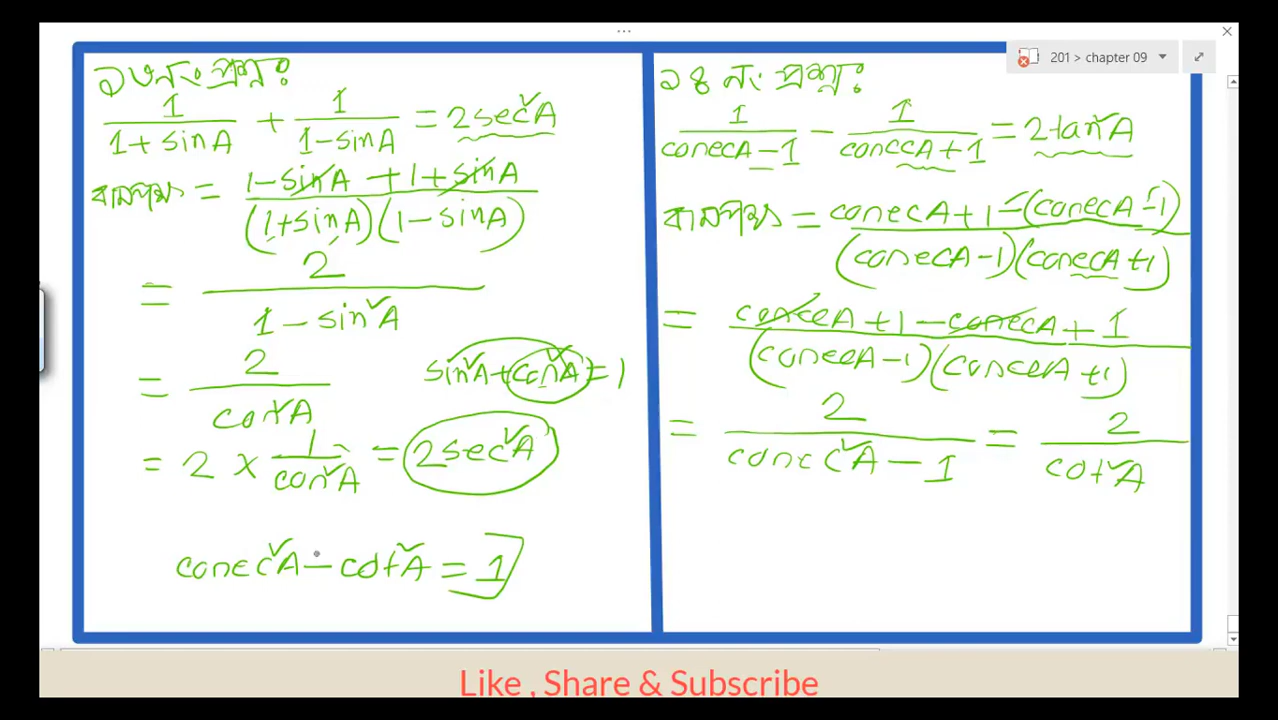 201 > chapter 09
১৩নং প্রশ্নঃ
1/(1+sinA) + 1/(1-sinA) = 2sec²A
বামপক্ষ = (1-sinA+1+sinA)/((1+sinA)(1-sinA))
= 2/(1-sin²A)
= 2/cos²A
sin²A+cos²A=1
= 2 × 1/cos²A = 2sec²A
cosec²A-cot²A=1
১৪ নং প্রশ্নঃ
1/(cosecA-1) - 1/(cosecA+1) = 2tan²A
বামপক্ষ = (cosecA+1-(cosecA-1))/((cosecA-1)(cosecA+1))
= (cosecA+1-cosecA+1)/((cosecA-1)(cosecA+1))
= 2/(cosec²A-1) = 2/cot²A
Like , Share & Subscribe